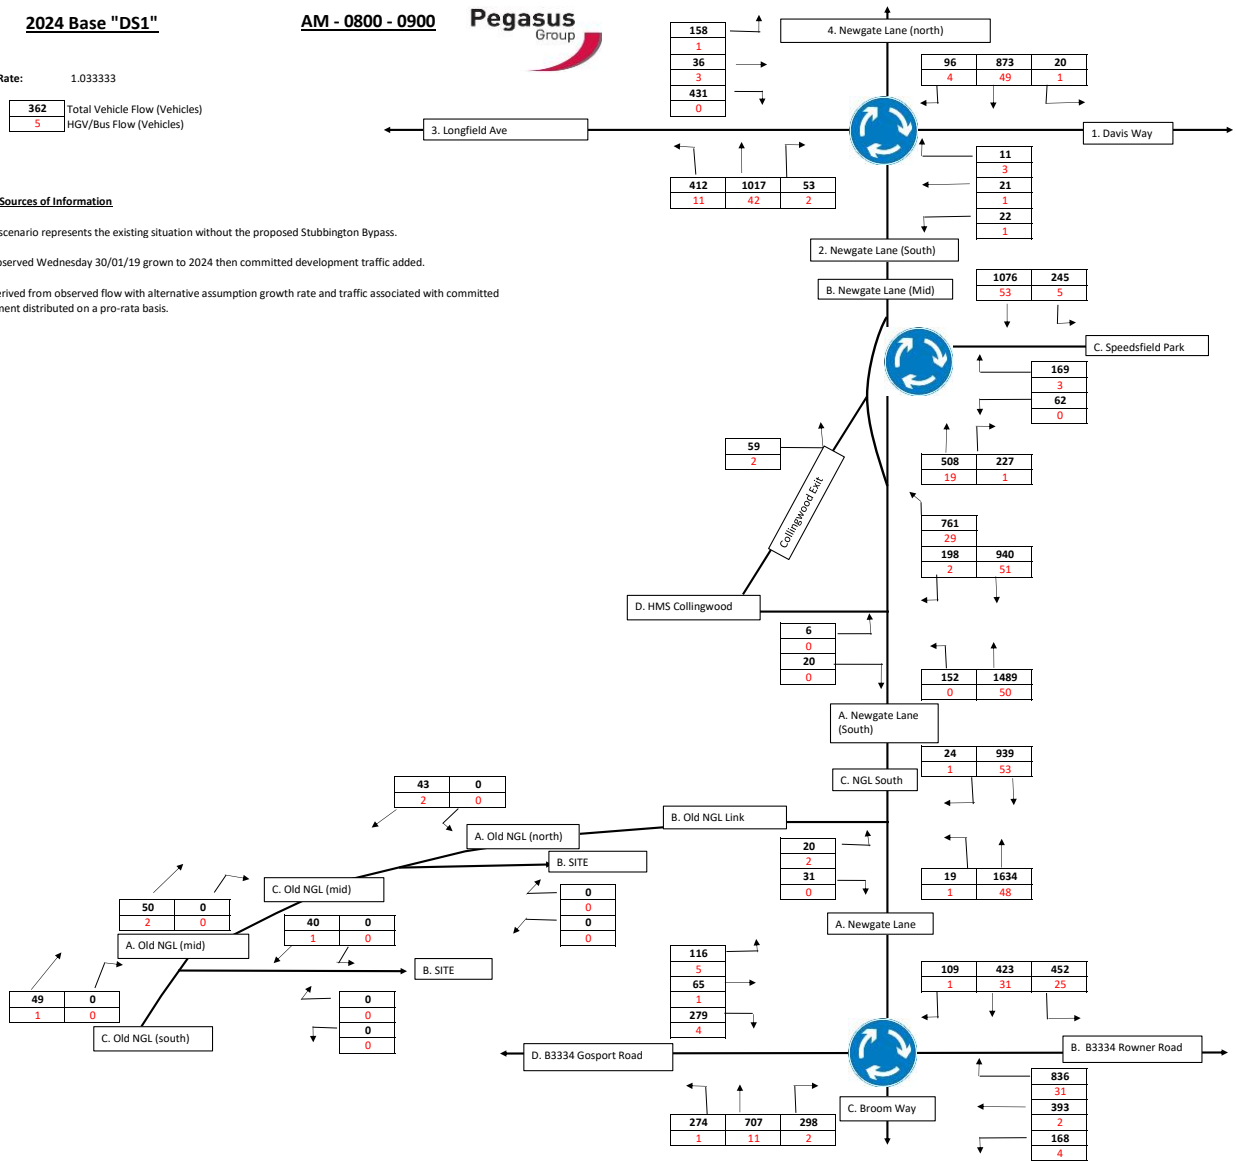 2024 Base "DS1"
AM - 0800 - 0900
Pegasus
Group
Rate: 1.033333
362 Total Vehicle Flow (Vehicles)
5 HGV/Bus Flow (Vehicles)
Sources of Information
scenario represents the existing situation without the proposed Stubbington Bypass.
Wednesday 30/01/19 grown to 2024 then committed development traffic added.
from observed flow with alternative assumption growth rate and traffic associated with committed
distributed on a pro-rata basis.
158
1
36
3
431
0
4. Newgate Lane (north)
96 873 20
4 49 1
3. Longfield Ave
1. Davis Way
412 1017 53
11 42 2
11
3
21
1
22
1
2. Newgate Lane (South)
B. Newgate Lane (Mid)
1076 245
53 5
C. Speedsfield Park
169
3
62
0
59
2
508 227
19 1
Collingwood Exit
761
29
198 940
2 51
D. HMS Collingwood
6
0
20
0
152 1489
0 50
A. Newgate Lane
(South)
24 939
1 53
C. NGL South
43 0
2 0
B. Old NGL Link
A. Old NGL (north)
B. SITE
20
2
31
0
19 1634
1 48
C. Old NGL (mid)
0
0
0
0
50 0
2 0
40 0
1 0
A. Old NGL (mid)
A. Newgate Lane
B. SITE
116
5
65
1
279
4
109 423 452
1 31 25
49 0
1 0
0
0
0
0
C. Old NGL (south)
D. B3334 Gosport Road
B. B3334 Rowner Road
836
31
393
2
168
4
C. Broom Way
274 707 298
1 11 2